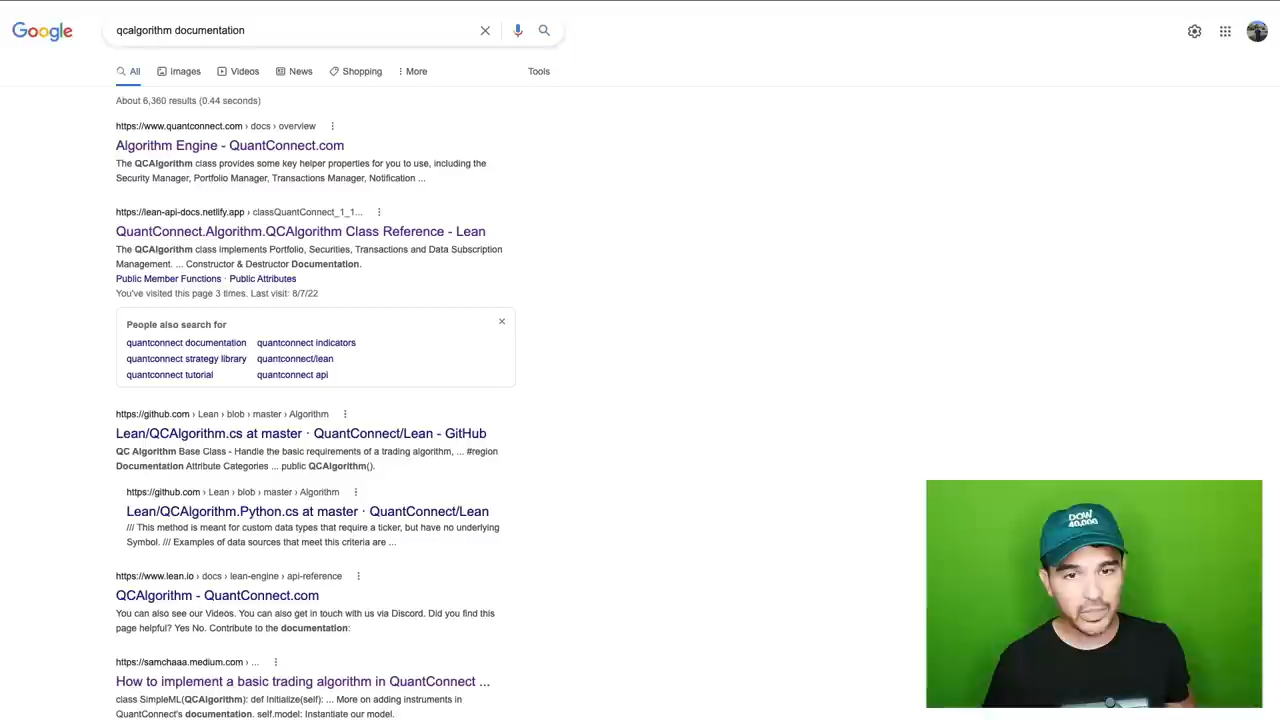 Google
qcalgorithm documentation
All Images Videos News Shopping More Tools
About 6,360 results (0.44 seconds)
https://www.quantconnect.com › docs › overview
Algorithm Engine - QuantConnect.com
The QCAlgorithm class provides some key helper properties for you to use, including the
Security Manager, Portfolio Manager, Transactions Manager, Notification ...
https://lean-api-docs.netlify.app › classQuantConnect_1_1...
QuantConnect.Algorithm.QCAlgorithm Class Reference - Lean
The QCAlgorithm class implements Portfolio, Securities, Transactions and Data Subscription
Management. ... Constructor & Destructor Documentation.
Public Member Functions · Public Attributes
You've visited this page 3 times. Last visit: 8/7/22
People also search for
quantconnect documentation quantconnect indicators
quantconnect strategy library quantconnect/lean
quantconnect tutorial quantconnect api
https://github.com › Lean › blob › master › Algorithm
Lean/QCAlgorithm.cs at master · QuantConnect/Lean - GitHub
QC Algorithm Base Class - Handle the basic requirements of a trading algorithm, ... #region
Documentation Attribute Categories ... public QCAlgorithm().
https://github.com › Lean › blob › master › Algorithm
Lean/QCAlgorithm.Python.cs at master · QuantConnect/Lean
/// This method is meant for custom data types that require a ticker, but have no underlying
Symbol. /// Examples of data sources that meet this criteria are ...
https://www.lean.io › docs › lean-engine › api-reference
QCAlgorithm - QuantConnect.com
You can also see our Videos. You can also get in touch with us via Discord. Did you find this
page helpful? Yes No. Contribute to the documentation:
https://samchaaa.medium.com › ...
How to implement a basic trading algorithm in QuantConnect ...
class SimpleML(QCAlgorithm): def Initialize(self): ... More on adding instruments in
QuantConnect's documentation. self.model: Instantiate our model.
DOW
40,000